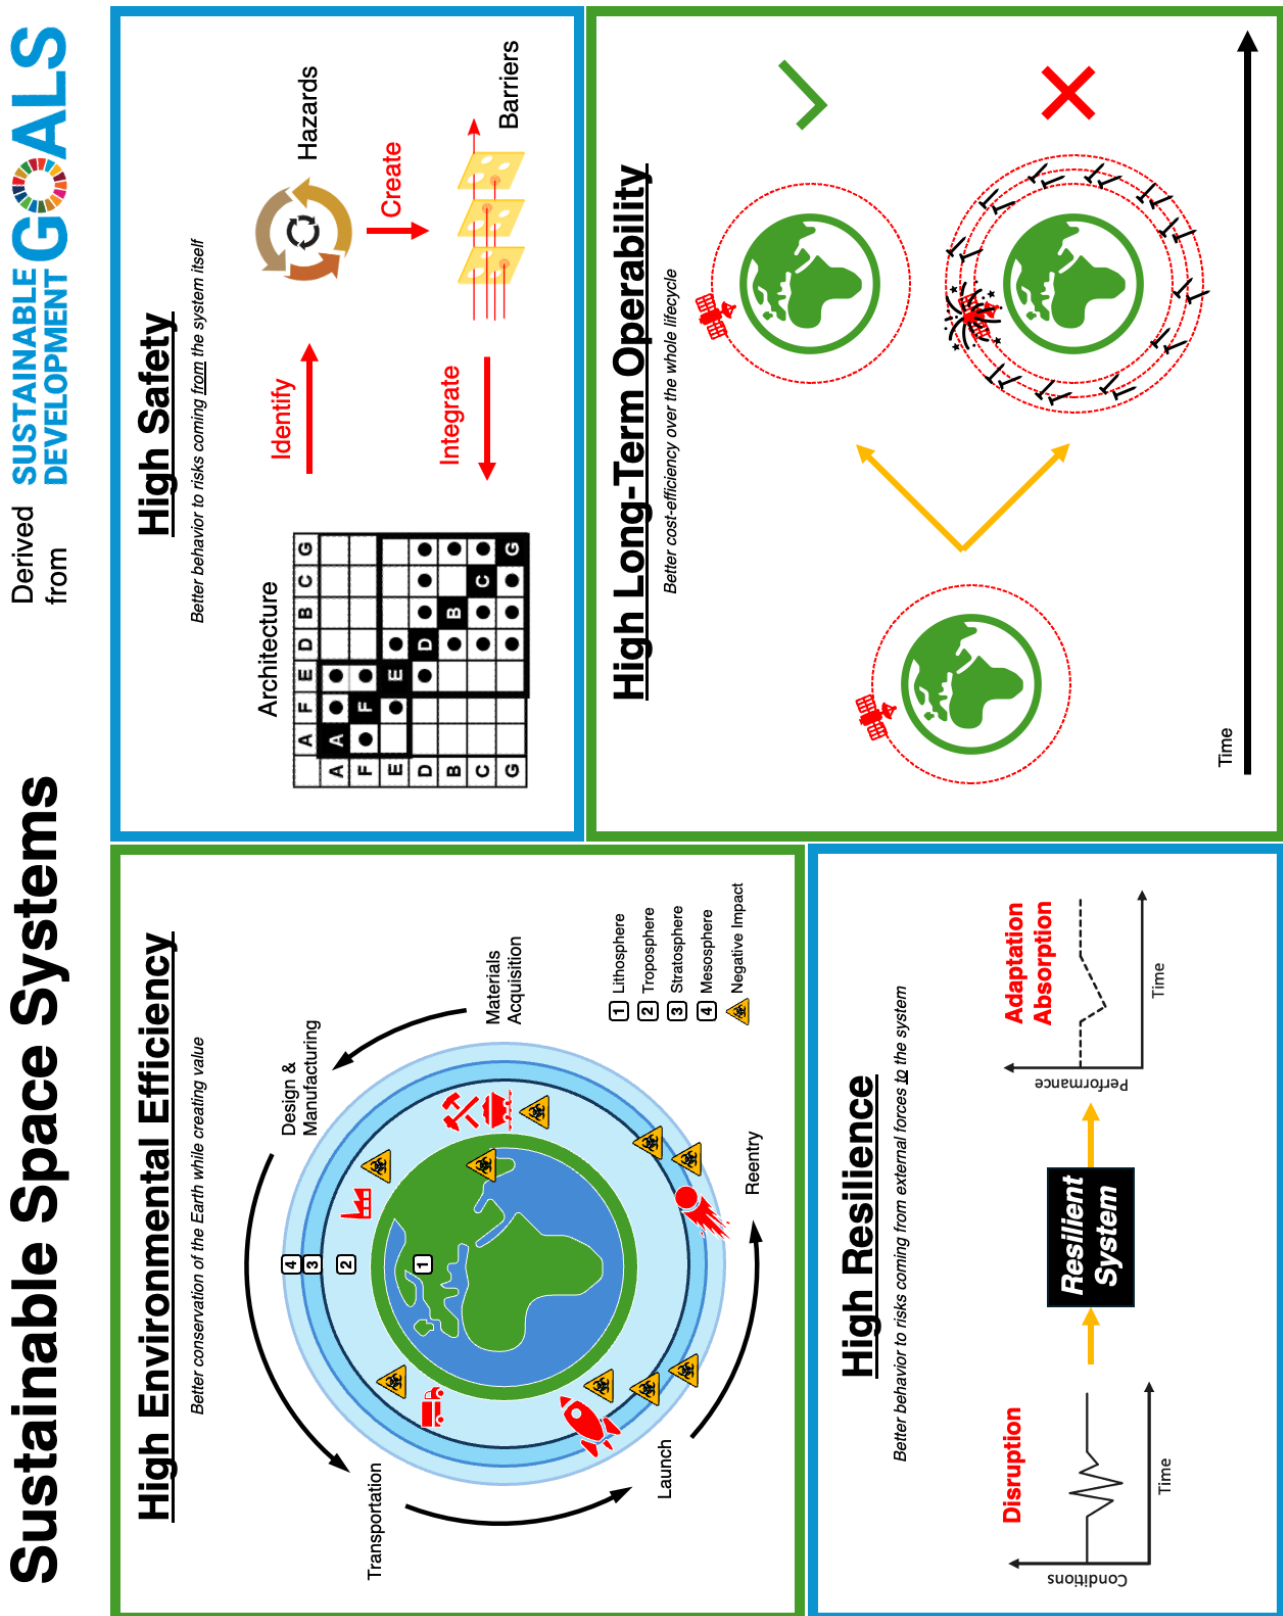 Sustainable Space Systems
Derived
from
SUSTAINABLE
DEVELOPMENT
GOALS
High Environmental Efficiency
Better conservation of the Earth while creating value
Design &
Manufacturing
Materials
Acquisition
Transportation
Launch
Reentry
4
3
2
1
1 Lithosphere
2 Troposphere
3 Stratosphere
4 Mesosphere
Negative Impact
High Safety
Better behavior to risks coming from the system itself
Architecture
A F E D B C G
A A
F F
E E
D D
B B
C C
G G
Identify
Hazards
Create
Barriers
Integrate
High Resilience
Better behavior to risks coming from external forces to the system
Disruption
Conditions
Time
Resilient
System
Adaptation
Absorption
Performance
Time
High Long-Term Operability
Better cost-efficiency over the whole lifecycle
Time